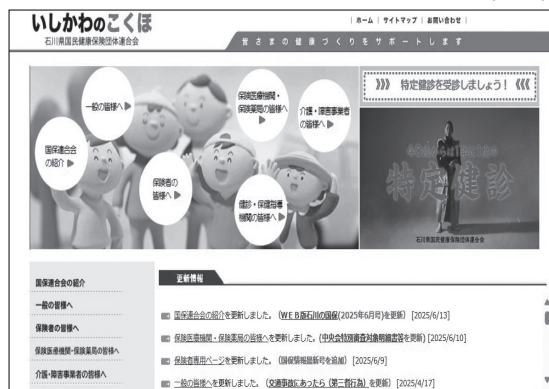 いしかわのこくほ
石川県国民健康保険団体連合会
| ホーム | サイトマップ | お問い合わせ |
皆さまの健康づくりをサポートします
一般の皆様へ ▶
保険医療機関・
保険薬局の皆様へ
▶
介護・障害事業者
の皆様へ ▶
国保連合会
の紹介 ▶
保険者の
皆様へ ▶
健診・保健指導
機関の皆様へ ▶
》》》 特定健診を受診しましょう! 《《《
特定健診
石川県国民健康保険団体連合会
国保連合会の紹介
一般の皆様へ
保険者の皆様へ
保険医療機関・保険薬局の皆様へ
介護・障害事業者の皆様へ
更新情報
国保連合会の紹介を更新しました。(WEB版石川の国保(2025年6月号)を更新) [2025/6/13]
保険医療機関・保険薬局の皆様へを更新しました。(中央会特別審査対象明細書等を更新) [2025/6/10]
保険者専用ページを更新しました。(国保情報最新号を追加) [2025/6/9]
一般の皆様へを更新しました。(交通事故にあったら(第三者行為)を更新) [2025/4/17]